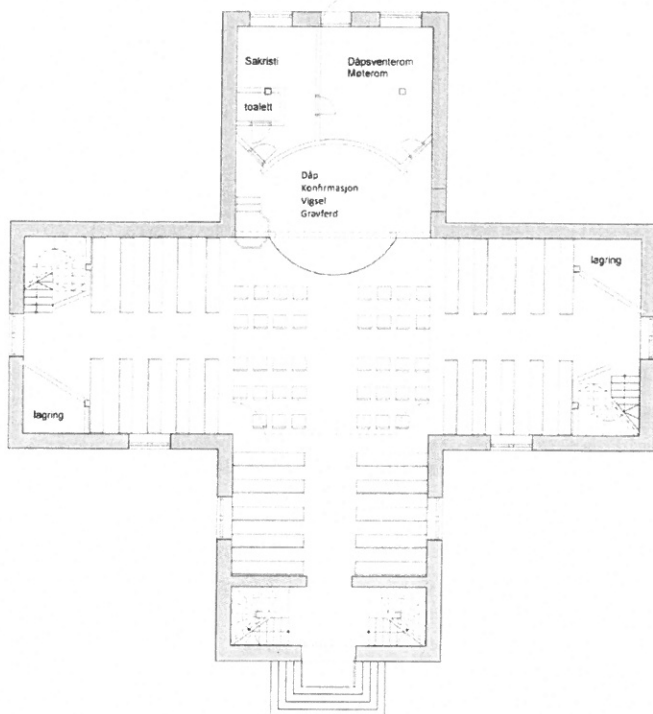 Sakristi
Dåpsventerom
Møterom
toalett
Dåp
Konfirmasjon
Vigsel
Gravferd
lagring
lagring